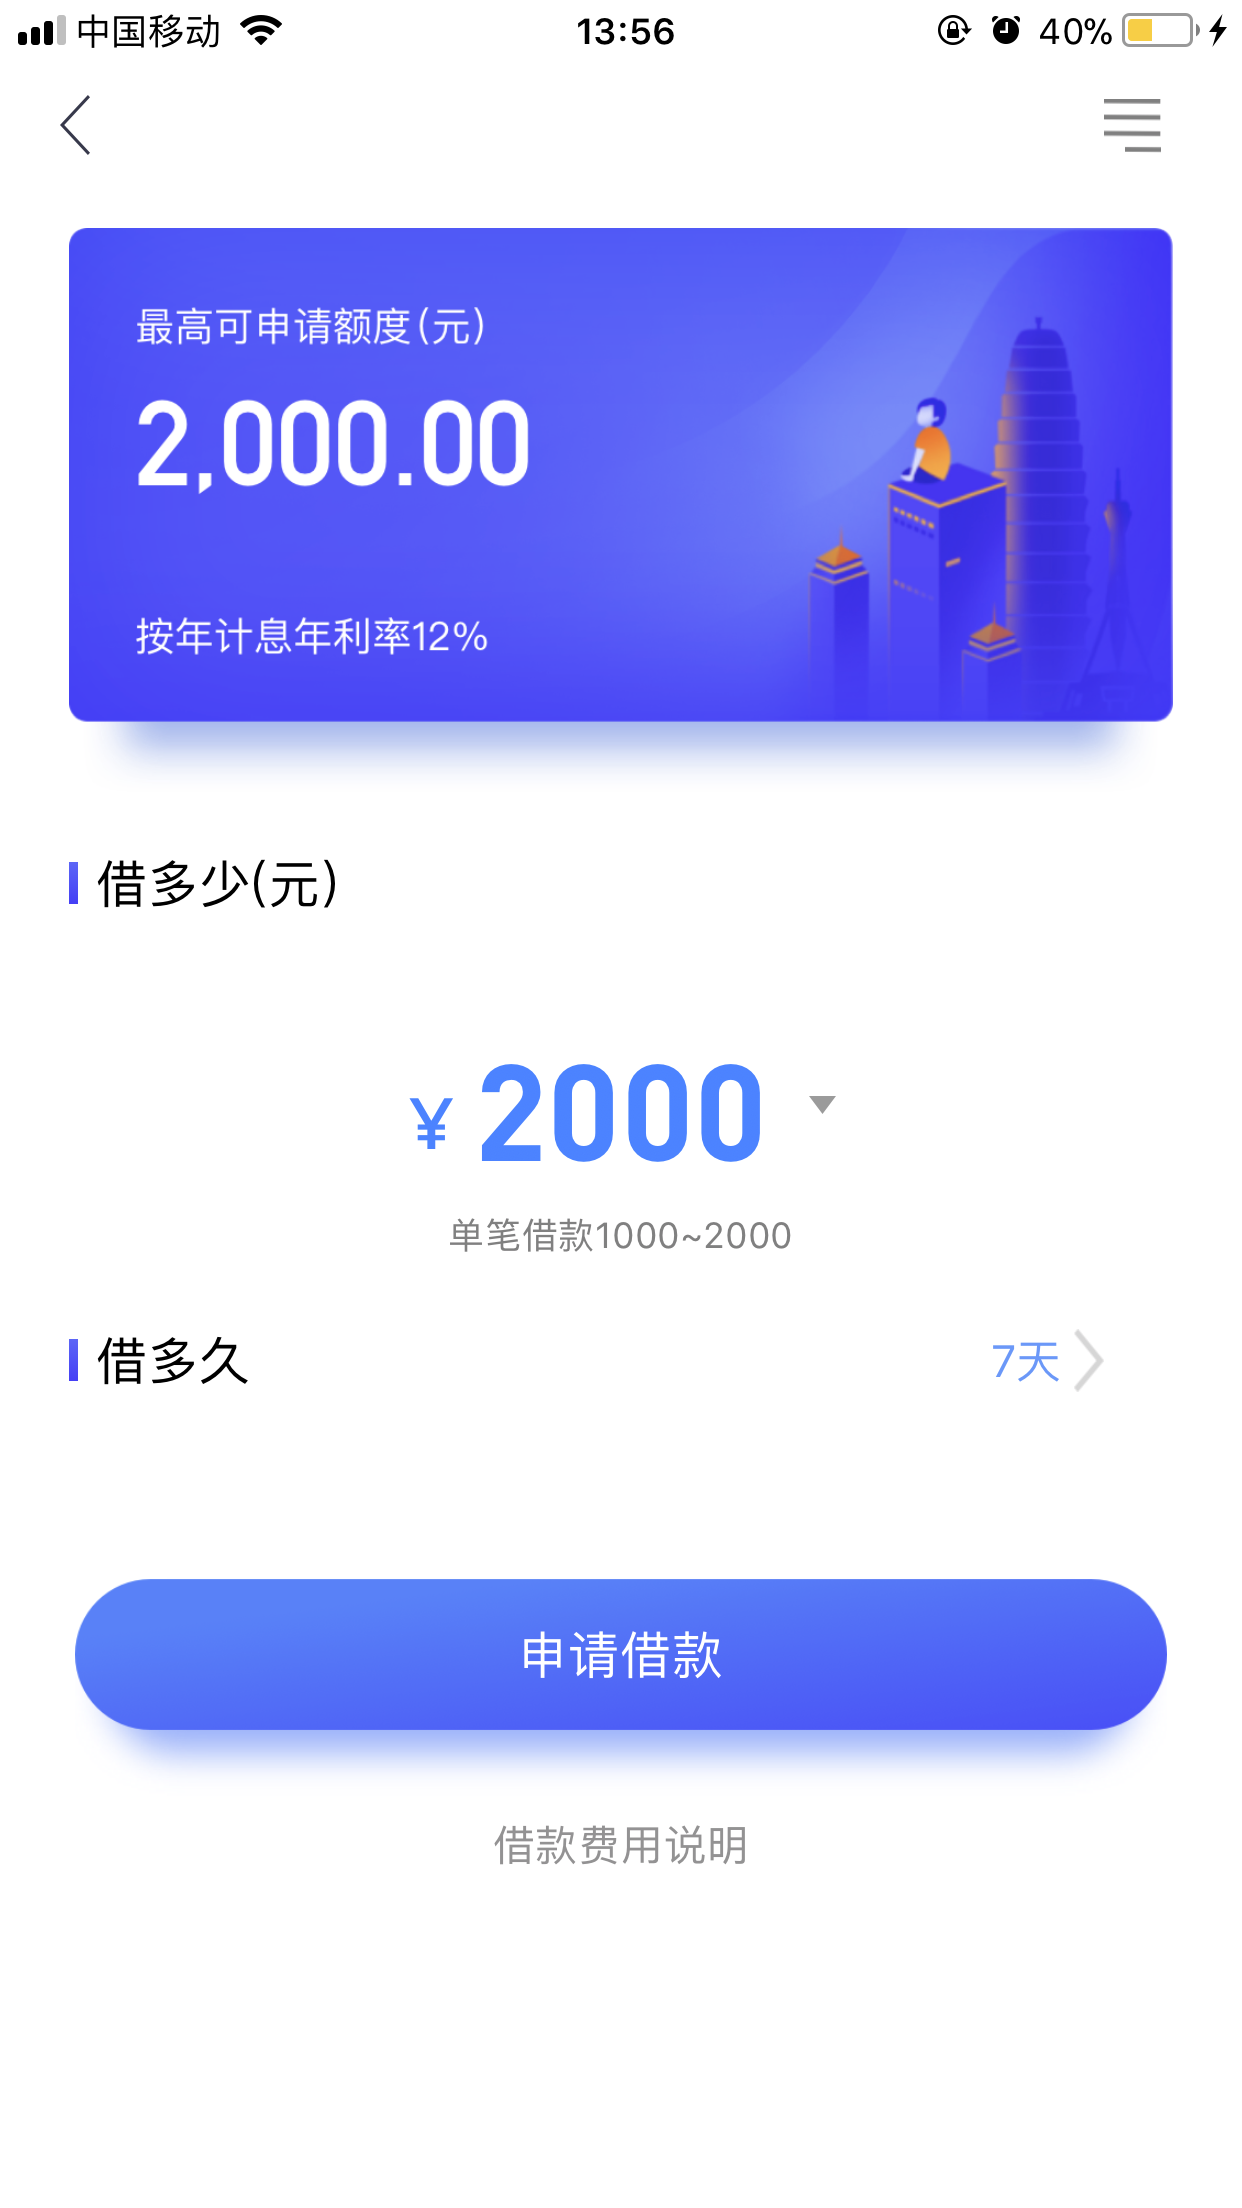 中国移动 13:56 40%
最高可申请额度(元)
2,000.00
按年计息年利率12%
借多少(元)
¥ 2000
单笔借款1000~2000
借多久 7天
申请借款
借款费用说明